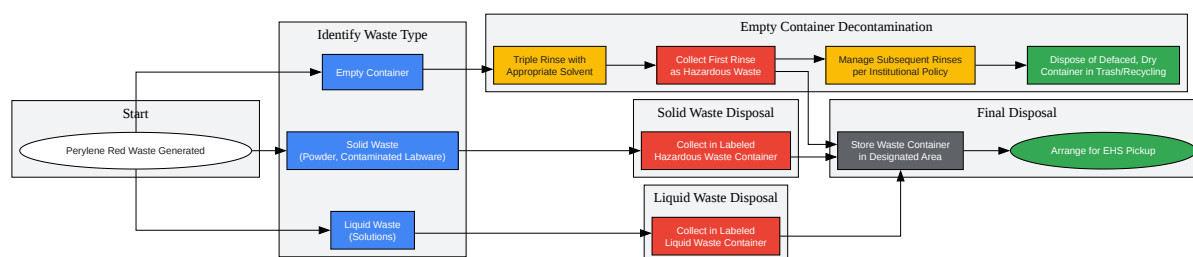 Start
Perylene Red Waste Generated
Identify Waste Type
Empty Container
Solid Waste
(Powder, Contaminated Labware)
Liquid Waste
(Solutions)
Empty Container Decontamination
Triple Rinse with
Appropriate Solvent
Collect First Rinse
as Hazardous Waste
Manage Subsequent Rinses
per Institutional Policy
Dispose of Defaced, Dry
Container in Trash/Recycling
Solid Waste Disposal
Collect in Labeled
Hazardous Waste Container
Liquid Waste Disposal
Collect in Labeled
Liquid Waste Container
Final Disposal
Store Waste Container
in Designated Area
Arrange for EHS Pickup